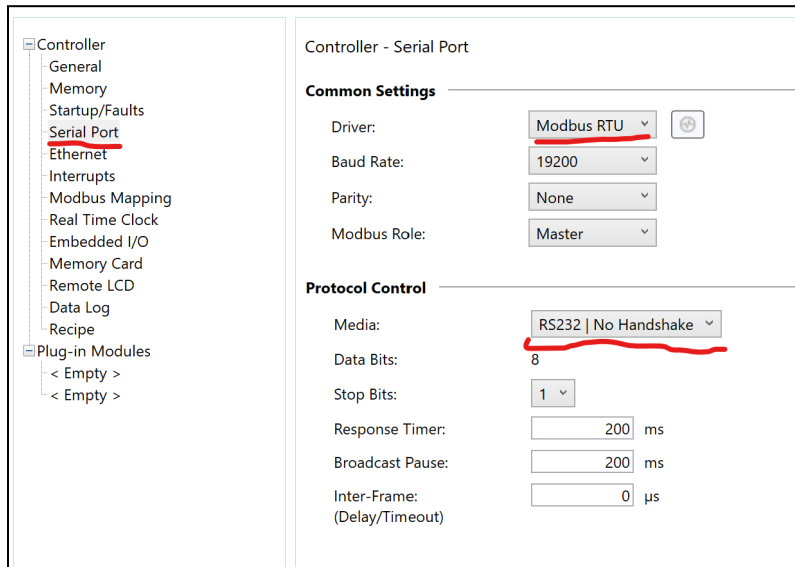 Controller
General
Memory
Startup/Faults
Serial Port
Ethernet
Interrupts
Modbus Mapping
Real Time Clock
Embedded I/O
Memory Card
Remote LCD
Data Log
Recipe
Plug-in Modules
< Empty >
< Empty >
Controller - Serial Port
Common Settings
Driver: Modbus RTU
Baud Rate: 19200
Parity: None
Modbus Role: Master
Protocol Control
Media: RS232 | No Handshake
Data Bits: 8
Stop Bits: 1
Response Timer: 200 ms
Broadcast Pause: 200 ms
Inter-Frame: 0 µs
(Delay/Timeout)